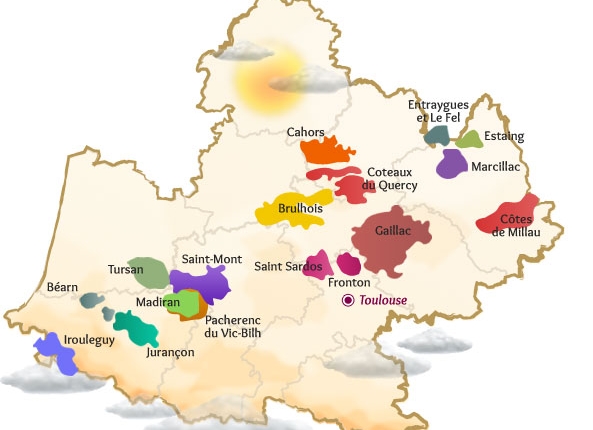 Entraygues
et Le Fel
Estaing
Cahors
Marcillac
Coteaux
du Quercy
Brulhois
Côtes
de Millau
Gaillac
Saint-Mont
Saint Sardos
Tursan
Fronton
Béarn
Madiran
Toulouse
Pacherenc
du Vic-Bilh
Irouleguy
Jurançon